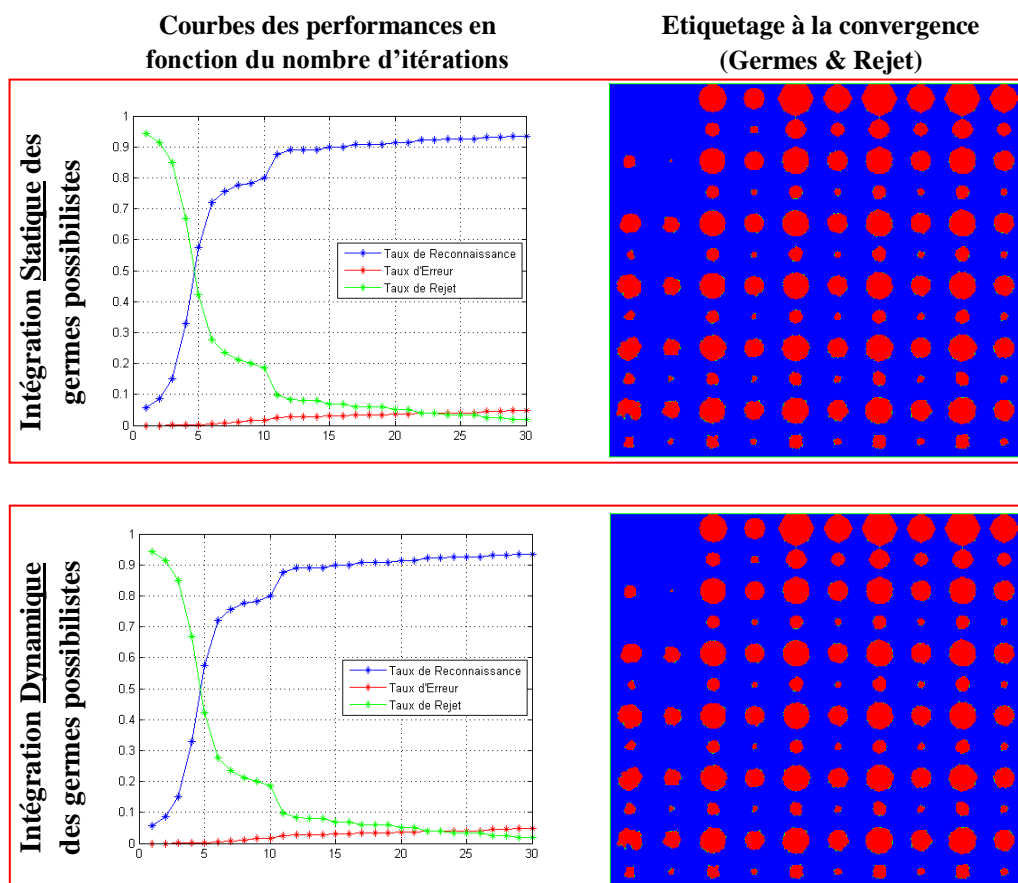 Courbes des performances en
fonction du nombre d'itérations
Etiquetage à la convergence
(Germes & Rejet)
Intégration Statique des
germes possibilistes
1
0.9
0.8
0.7
0.6
0.5
0.4
0.3
0.2
0.1
0
0 5 10 15 20 25 30
Taux de Reconnaissance
Taux d'Erreur
Taux de Rejet
Intégration Dynamique
des germes possibilistes
1
0.9
0.8
0.7
0.6
0.5
0.4
0.3
0.2
0.1
0
0 5 10 15 20 25 30
Taux de Reconnaissance
Taux d'Erreur
Taux de Rejet